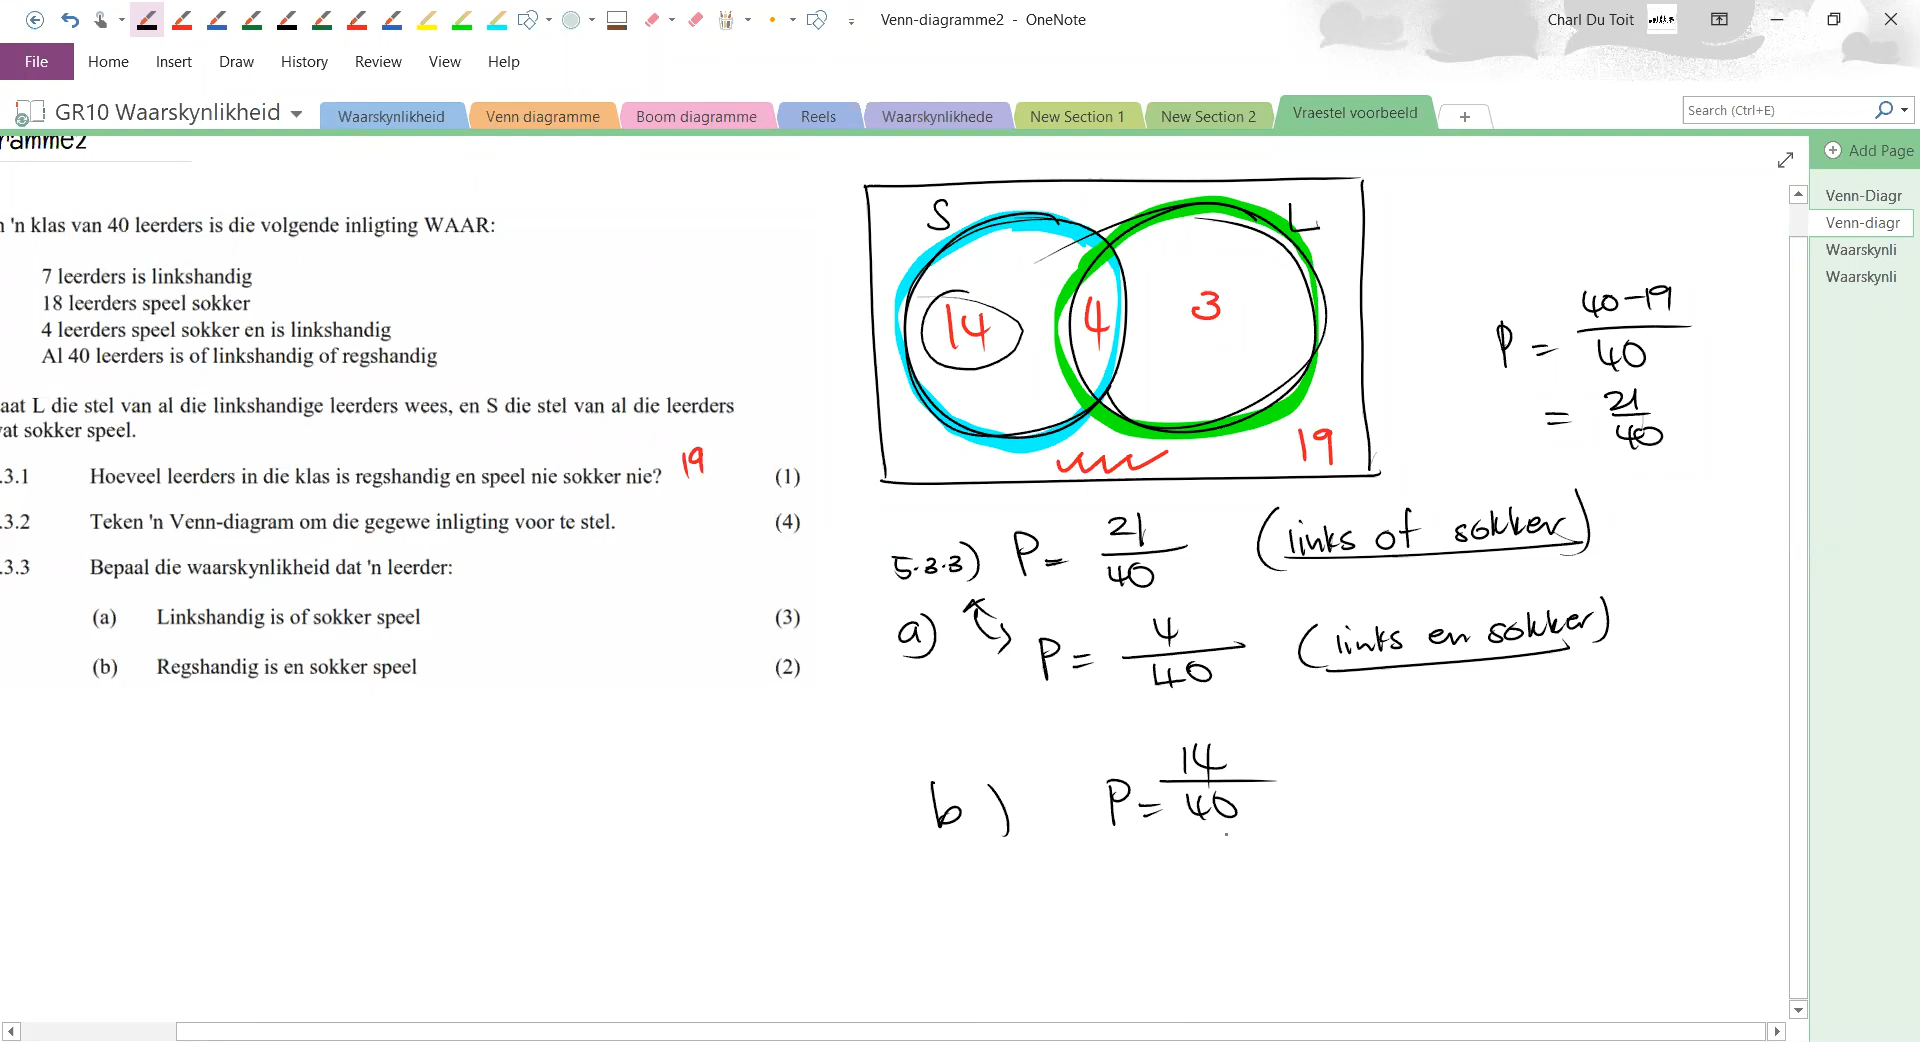 Venn-diagramme2 - OneNote
Charl Du Toit
File Home Insert Draw History Review View Help
GR10 Waarskynlikheid
Waarskynlikheid Venn diagramme Boom diagramme Reels Waarskynlikhede New Section 1 New Section 2 Vraestel voorbeeld +
Search (Ctrl+E)
Add Page
Venn-Diagr
Venn-diagr
Waarskynli
Waarskynli
ramme2
n 'n klas van 40 leerders is die volgende inligting WAAR:
7 leerders is linkshandig
18 leerders speel sokker
4 leerders speel sokker en is linkshandig
Al 40 leerders is of linkshandig of regshandig
aat L die stel van al die linkshandige leerders wees, en S die stel van al die leerders
at sokker speel.
.3.1 Hoeveel leerders in die klas is regshandig en speel nie sokker nie? 19 (1)
.3.2 Teken 'n Venn-diagram om die gegewe inligting voor te stel. (4)
.3.3 Bepaal die waarskynlikheid dat 'n leerder:
(a) Linkshandig is of sokker speel (3)
(b) Regshandig is en sokker speel (2)
S L
14 4 3
19
P = 40-19
40
= 21
40
5.3.3) P = 21 (links of sokker)
40
a) P = 4 (links en sokker)
40
b) P = 14
40